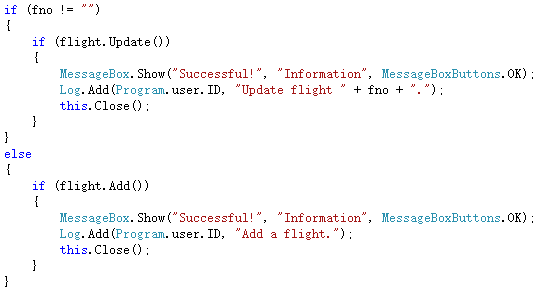 if (fno != "")
{
    if (flight.Update())
    {
        MessageBox.Show("Successful!", "Information", MessageBoxButtons.OK);
        Log.Add(Program.user.ID, "Update flight " + fno + ".");
        this.Close();
    }
}
else
{
    if (flight.Add())
    {
        MessageBox.Show("Successful!", "Information", MessageBoxButtons.OK);
        Log.Add(Program.user.ID, "Add a flight.");
        this.Close();
    }
}